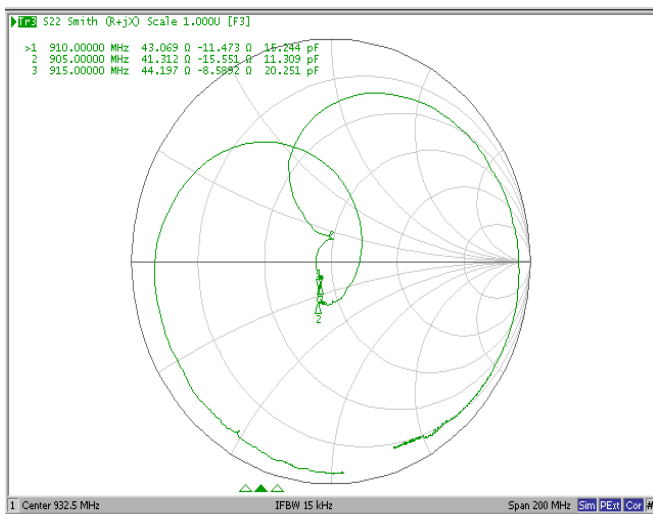 Tr3 S22 Smith (R+jX) Scale 1.000U [F3]
>1 910.00000 MHz 43.069 Ω -11.473 Ω 15.244 pF
2 905.00000 MHz 41.312 Ω -15.551 Ω 11.309 pF
3 915.00000 MHz 44.197 Ω -8.5892 Ω 20.251 pF
2
1 Center 932.5 MHz IFBW 15 kHz Span 200 MHz Sim PExt Cor #